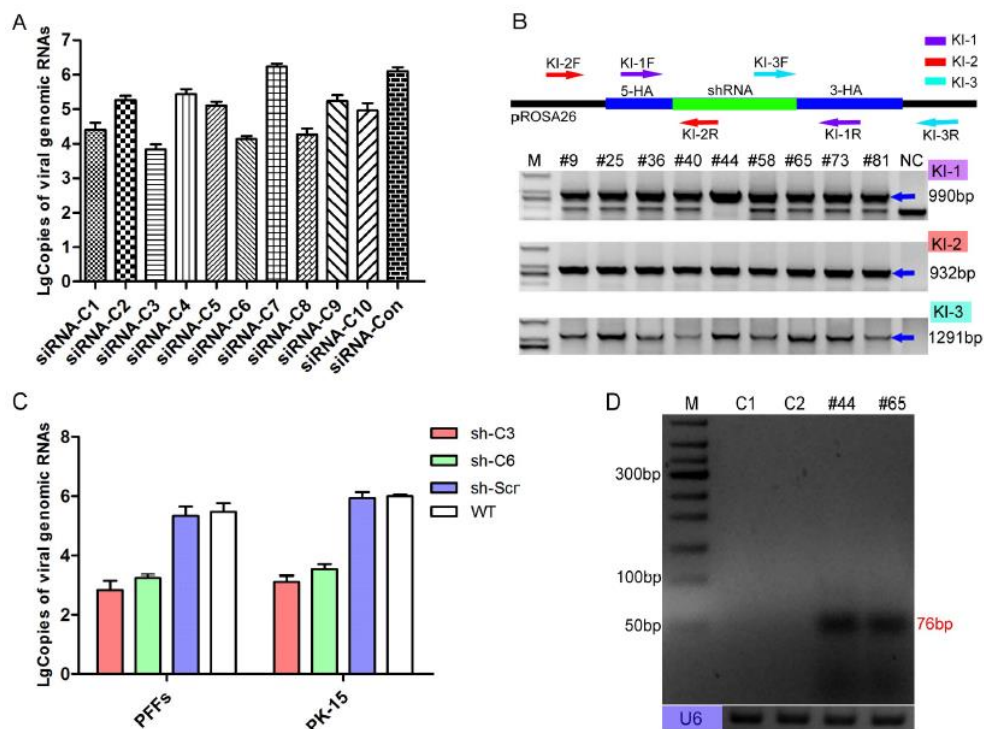 A
LgCopies of viral genomic RNAs
7
6
5
4
3
2
1
0
siRNA-C1
siRNA-C2
siRNA-C3
siRNA-C4
siRNA-C5
siRNA-C6
siRNA-C7
siRNA-C8
siRNA-C9
siRNA-C10
siRNA-Con
B
KI-1
KI-2
KI-3
KI-2F KI-1F KI-3F
5-HA shRNA 3-HA
pROSA26
KI-2R KI-1R KI-3R
M #9 #25 #36 #40 #44 #58 #65 #73 #81 NC
KI-1
990bp
KI-2
932bp
KI-3
1291bp
C
LgCopies of viral genomic RNAs
8
6
4
2
0
PFFs
PK-15
sh-C3
sh-C6
sh-Scr
WT
D
M C1 C2 #44 #65
300bp
100bp
50bp
76bp
U6